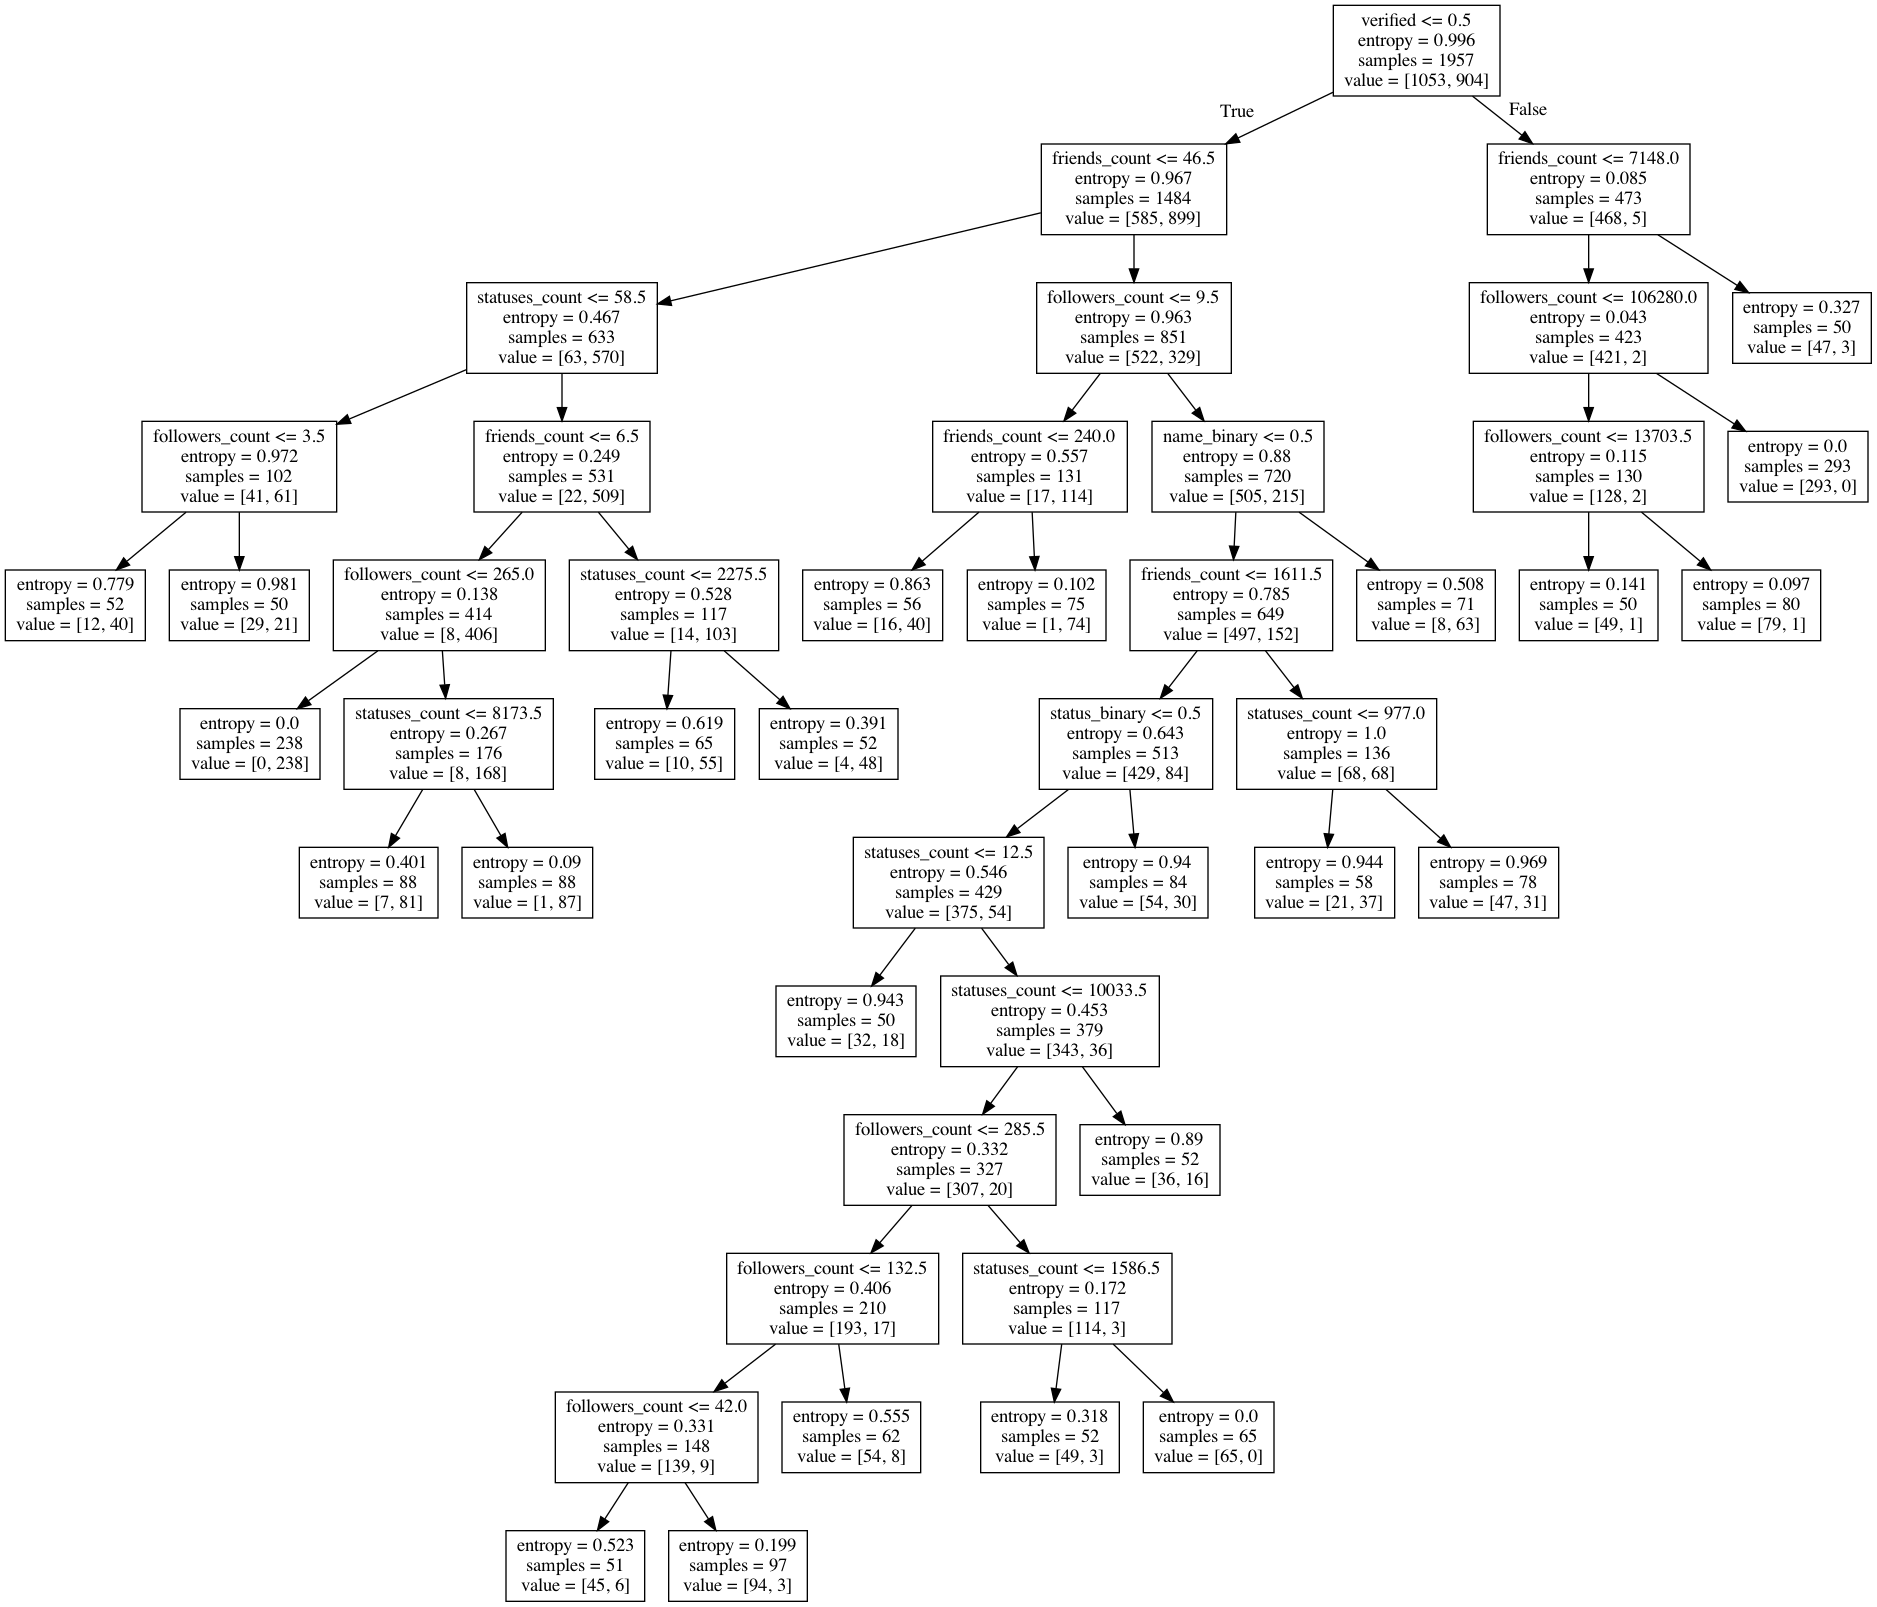 verified <= 0.5
entropy = 0.996
samples = 1957
value = [1053, 904]
True
False
friends_count <= 46.5
entropy = 0.967
samples = 1484
value = [585, 899]
friends_count <= 7148.0
entropy = 0.085
samples = 473
value = [468, 5]
statuses_count <= 58.5
entropy = 0.467
samples = 633
value = [63, 570]
followers_count <= 9.5
entropy = 0.963
samples = 851
value = [522, 329]
followers_count <= 106280.0
entropy = 0.043
samples = 423
value = [421, 2]
entropy = 0.327
samples = 50
value = [47, 3]
followers_count <= 3.5
entropy = 0.972
samples = 102
value = [41, 61]
friends_count <= 6.5
entropy = 0.249
samples = 531
value = [22, 509]
friends_count <= 240.0
entropy = 0.557
samples = 131
value = [17, 114]
name_binary <= 0.5
entropy = 0.88
samples = 720
value = [505, 215]
followers_count <= 13703.5
entropy = 0.115
samples = 130
value = [128, 2]
entropy = 0.0
samples = 293
value = [293, 0]
entropy = 0.779
samples = 52
value = [12, 40]
entropy = 0.981
samples = 50
value = [29, 21]
followers_count <= 265.0
entropy = 0.138
samples = 414
value = [8, 406]
statuses_count <= 2275.5
entropy = 0.528
samples = 117
value = [14, 103]
entropy = 0.863
samples = 56
value = [16, 40]
entropy = 0.102
samples = 75
value = [1, 74]
friends_count <= 1611.5
entropy = 0.785
samples = 649
value = [497, 152]
entropy = 0.508
samples = 71
value = [8, 63]
entropy = 0.141
samples = 50
value = [49, 1]
entropy = 0.097
samples = 80
value = [79, 1]
entropy = 0.0
samples = 238
value = [0, 238]
statuses_count <= 8173.5
entropy = 0.267
samples = 176
value = [8, 168]
entropy = 0.619
samples = 65
value = [10, 55]
entropy = 0.391
samples = 52
value = [4, 48]
status_binary <= 0.5
entropy = 0.643
samples = 513
value = [429, 84]
statuses_count <= 977.0
entropy = 1.0
samples = 136
value = [68, 68]
entropy = 0.401
samples = 88
value = [7, 81]
entropy = 0.09
samples = 88
value = [1, 87]
statuses_count <= 12.5
entropy = 0.546
samples = 429
value = [375, 54]
entropy = 0.94
samples = 84
value = [54, 30]
entropy = 0.944
samples = 58
value = [21, 37]
entropy = 0.969
samples = 78
value = [47, 31]
entropy = 0.943
samples = 50
value = [32, 18]
statuses_count <= 10033.5
entropy = 0.453
samples = 379
value = [343, 36]
followers_count <= 285.5
entropy = 0.332
samples = 327
value = [307, 20]
entropy = 0.89
samples = 52
value = [36, 16]
followers_count <= 132.5
entropy = 0.406
samples = 210
value = [193, 17]
statuses_count <= 1586.5
entropy = 0.172
samples = 117
value = [114, 3]
followers_count <= 42.0
entropy = 0.331
samples = 148
value = [139, 9]
entropy = 0.555
samples = 62
value = [54, 8]
entropy = 0.318
samples = 52
value = [49, 3]
entropy = 0.0
samples = 65
value = [65, 0]
entropy = 0.523
samples = 51
value = [45, 6]
entropy = 0.199
samples = 97
value = [94, 3]